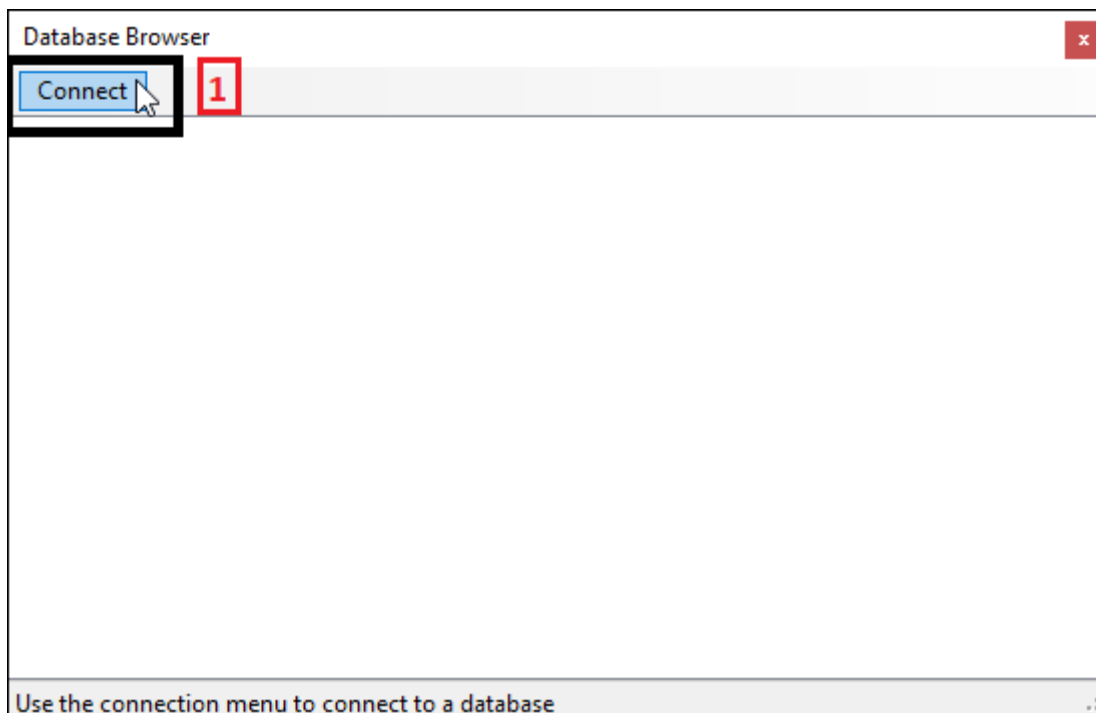 Database Browser
x
Connect
1
Use the connection menu to connect to a database